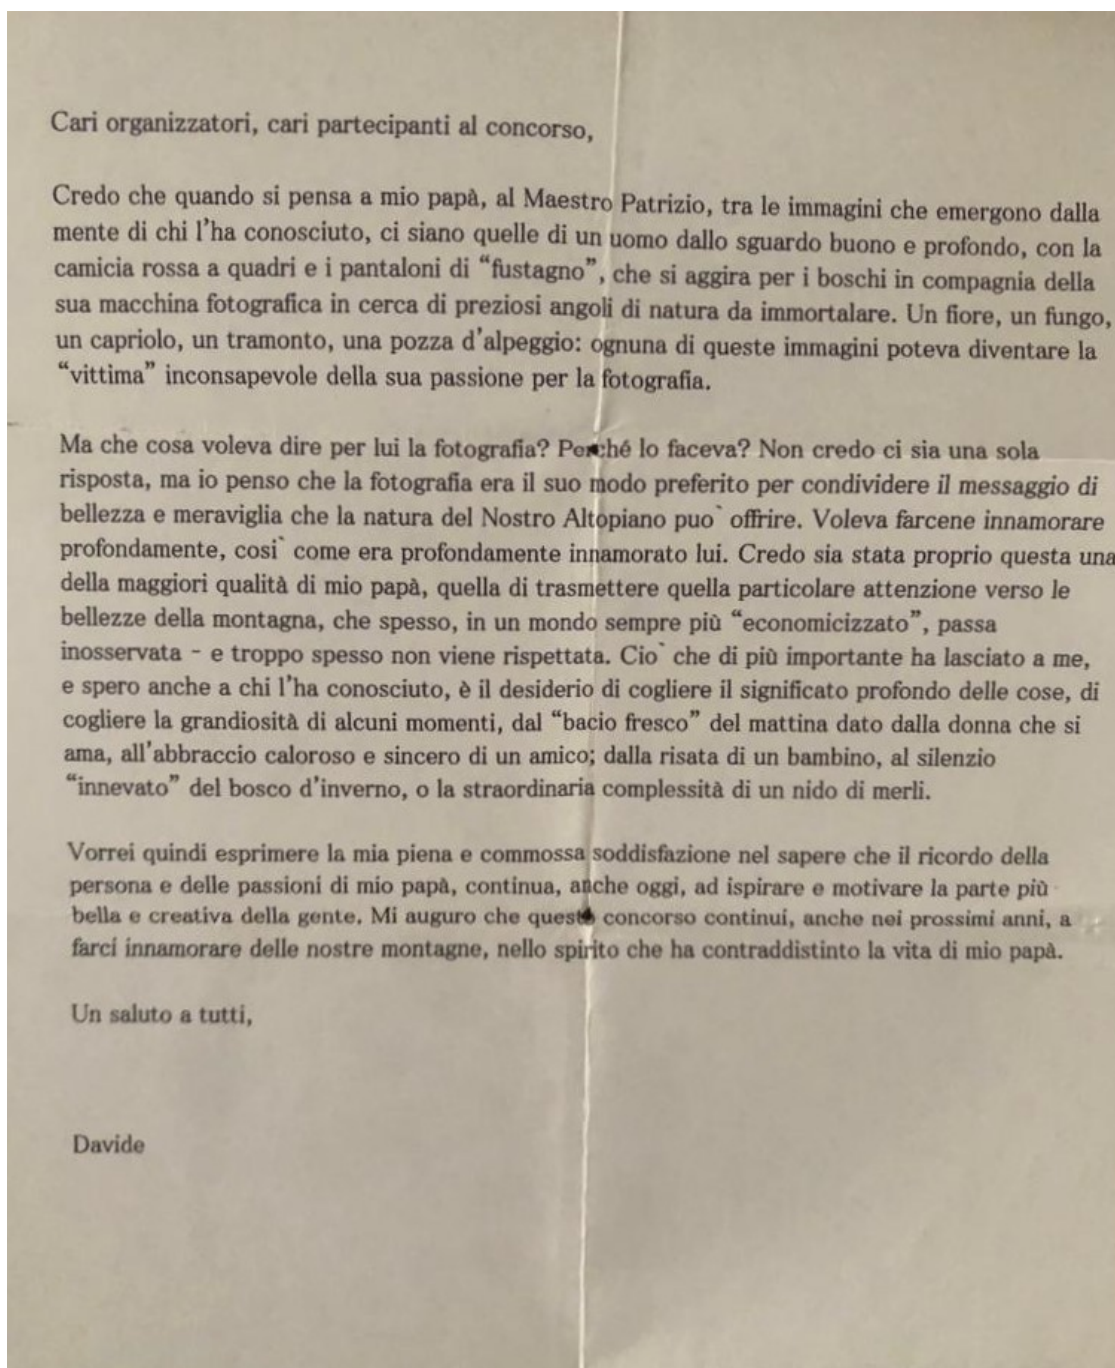 Cari organizzatori, cari partecipanti al concorso,
Credo che quando si pensa a mio papà, al Maestro Patrizio, tra le immagini che emergono dalla
mente di chi l'ha conosciuto, ci siano quelle di un uomo dallo sguardo buono e profondo, con la
camicia rossa a quadri e i pantaloni di “fustagno”, che si aggira per i boschi in compagnia della
sua macchina fotografica in cerca di preziosi angoli di natura da immortalare. Un fiore, un fungo,
un capriolo, un tramonto, una pozza d'alpeggio: ognuna di queste immagini poteva diventare la
“vittima” inconsapevole della sua passione per la fotografia.
Ma che cosa voleva dire per lui la fotografia? Perché lo faceva? Non credo ci sia una sola
risposta, ma io penso che la fotografia era il suo modo preferito per condividere il messaggio di
bellezza e meraviglia che la natura del Nostro Altopiano puo` offrire. Voleva farcene innamorare
profondamente, cosi` come era profondamente innamorato lui. Credo sia stata proprio questa una
della maggiori qualità di mio papà, quella di trasmettere quella particolare attenzione verso le
bellezze della montagna, che spesso, in un mondo sempre più “economicizzato”, passa
inosservata - e troppo spesso non viene rispettata. Cio` che di più importante ha lasciato a me,
e spero anche a chi l'ha conosciuto, è il desiderio di cogliere il significato profondo delle cose, di
cogliere la grandiosità di alcuni momenti, dal “bacio fresco” del mattina dato dalla donna che si
ama, all'abbraccio caloroso e sincero di un amico; dalla risata di un bambino, al silenzio
“innevato” del bosco d'inverno, o la straordinaria complessità di un nido di merli.
Vorrei quindi esprimere la mia piena e commossa soddisfazione nel sapere che il ricordo della
persona e delle passioni di mio papà, continua, anche oggi, ad ispirare e motivare la parte più
bella e creativa della gente. Mi auguro che questo concorso continui, anche nei prossimi anni, a
farci innamorare delle nostre montagne, nello spirito che ha contraddistinto la vita di mio papà.
Un saluto a tutti,
Davide